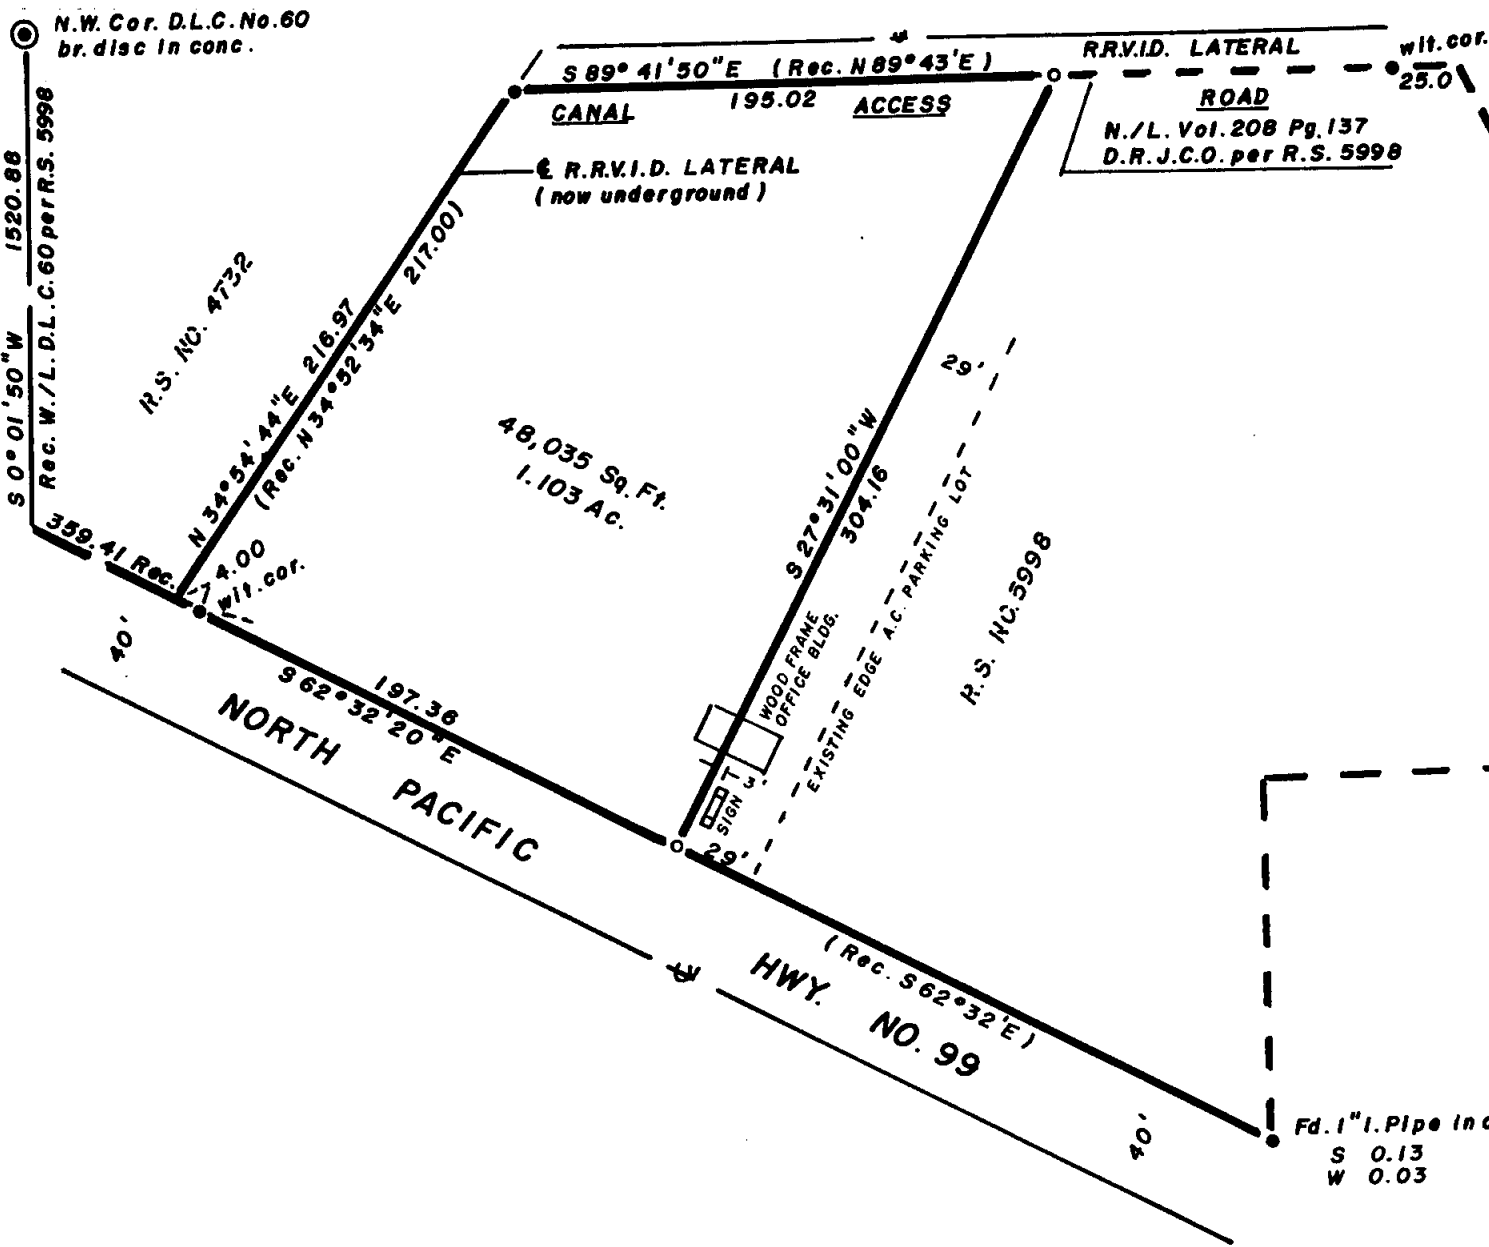 N.W. Cor. D.L.C. No. 60
br. disc in conc.
S 0° 01' 50" W 1520.88
Rec. W./L. D.L.C. 60 per R.S. 5998
S 89° 41' 50" E (Rec. N 89° 43' E)
195.02
CANAL ACCESS
R.R.V.I.D. LATERAL
ROAD
wit. cor.
25.0
N./L. Vol. 208 Pg. 137
D.R.J.C.O. per R.S. 5998
℄ R.R.V.I.D. LATERAL
(now underground)
R.S. NO. 4732
N 34° 54' 44" E 216.97
(Rec. N 34° 52' 34" E 217.00)
48,035 Sq. Ft.
1.103 Ac.
29'
S 27° 31' 00" W
304.16
EXISTING EDGE A.C. PARKING LOT
R.S. NO. 5998
359.41 Rec.
4.00
wit. cor.
40'
197.36
S 62° 32' 20" E
WOOD FRAME
OFFICE BLDG.
3'
SIGN
29'
NORTH PACIFIC
HWY. NO. 99
(Rec. S 62° 32' E)
40'
Fd. 1" I. Pipe in
S 0.13
W 0.03